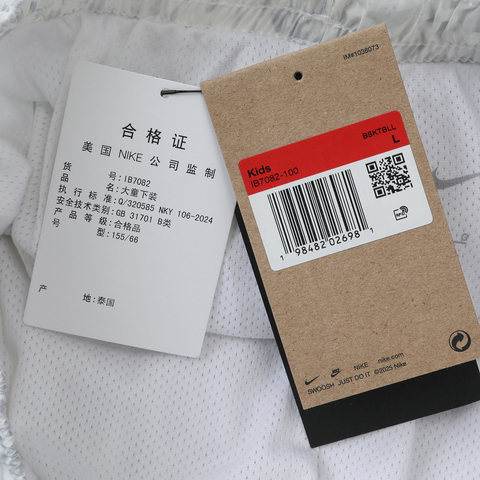 合格证
美国 NIKE 公司监制
货 号: IB7082
品 名: 大童下装
执行标准: Q/320585 NKY 106-2024
安全技术类别: GB 31701 B类
产品等级: 合格品
号 型: 155/66
产 地: 泰国
IM#1038073
BSKTBLL
Kids
L
IB7082-100
1 98482 02698
NIKE nike.com
SWOOSH JUST DO IT ©2025 Nike